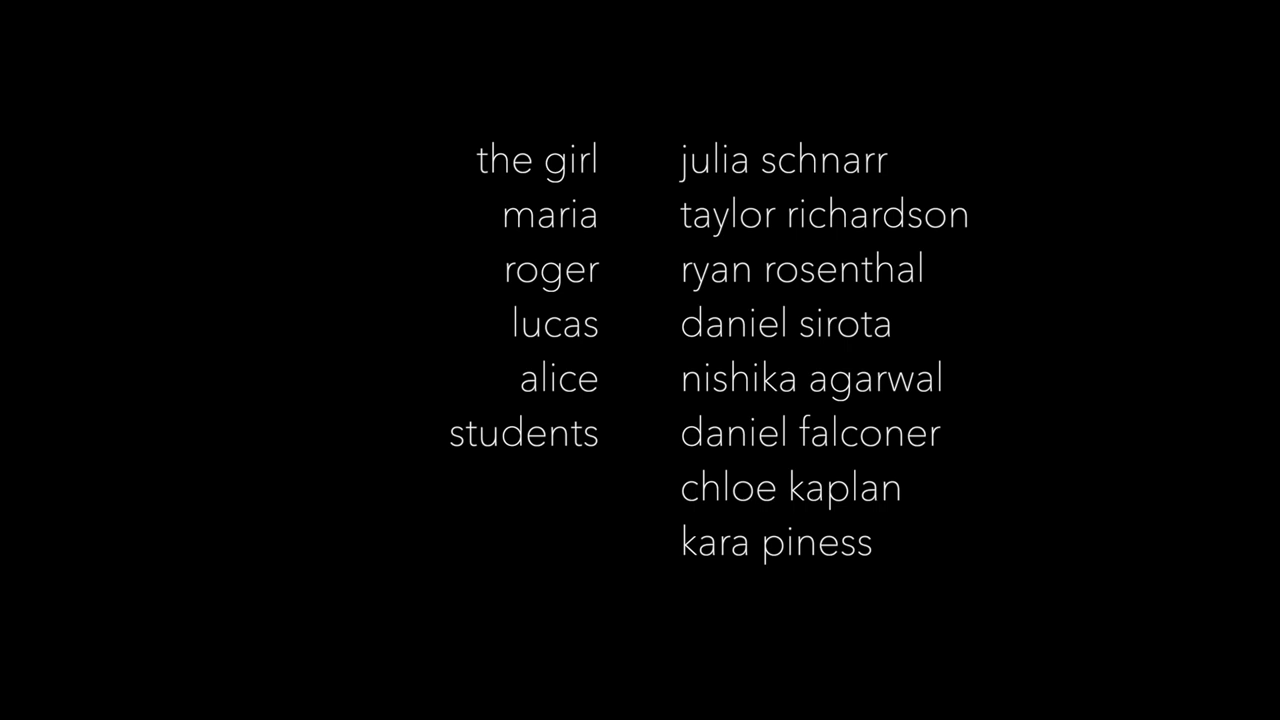 the girl julia schnarr
maria taylor richardson
roger ryan rosenthal
lucas daniel sirota
alice nishika agarwal
students daniel falconer
chloe kaplan
kara piness